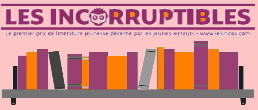 LES INCORRUPTIBLES
Le premier prix de littérature jeunesse décerné par les jeunes lecteurs - www.lesincos.com